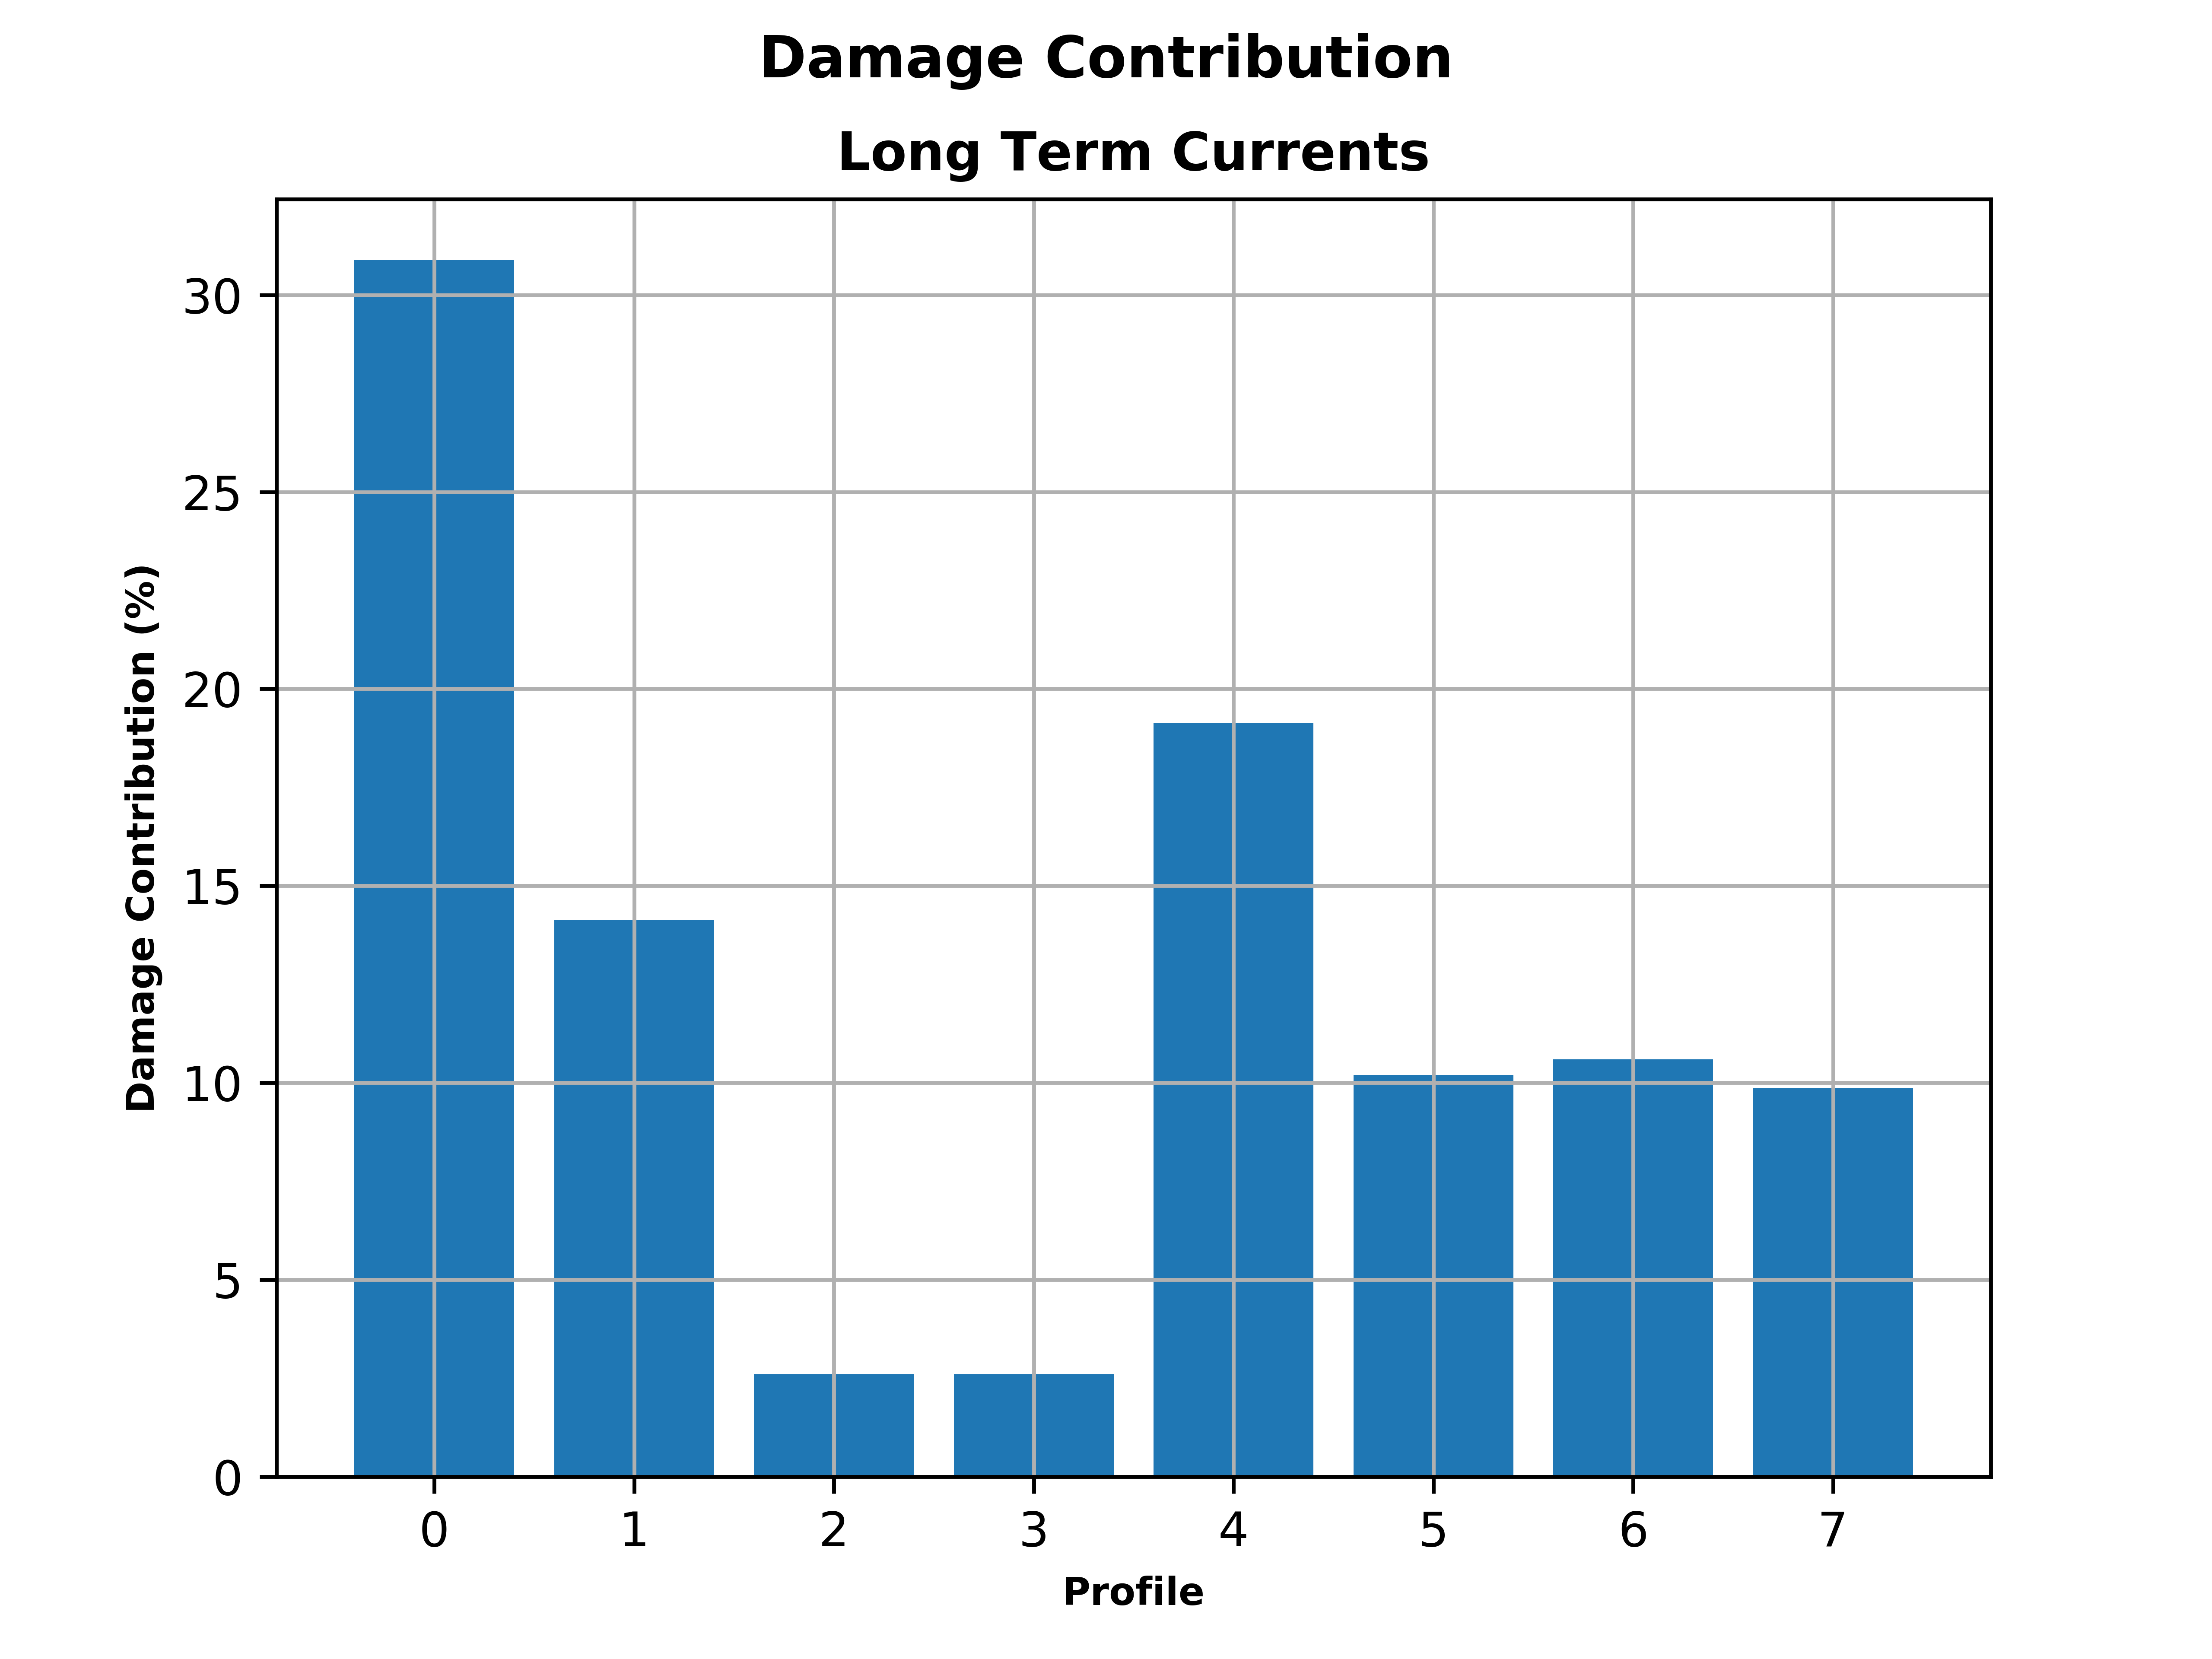 Damage Contribution
Long Term Currents
Damage Contribution (%)
30
25
20
15
10
5
0
0 1 2 3 4 5 6 7
Profile